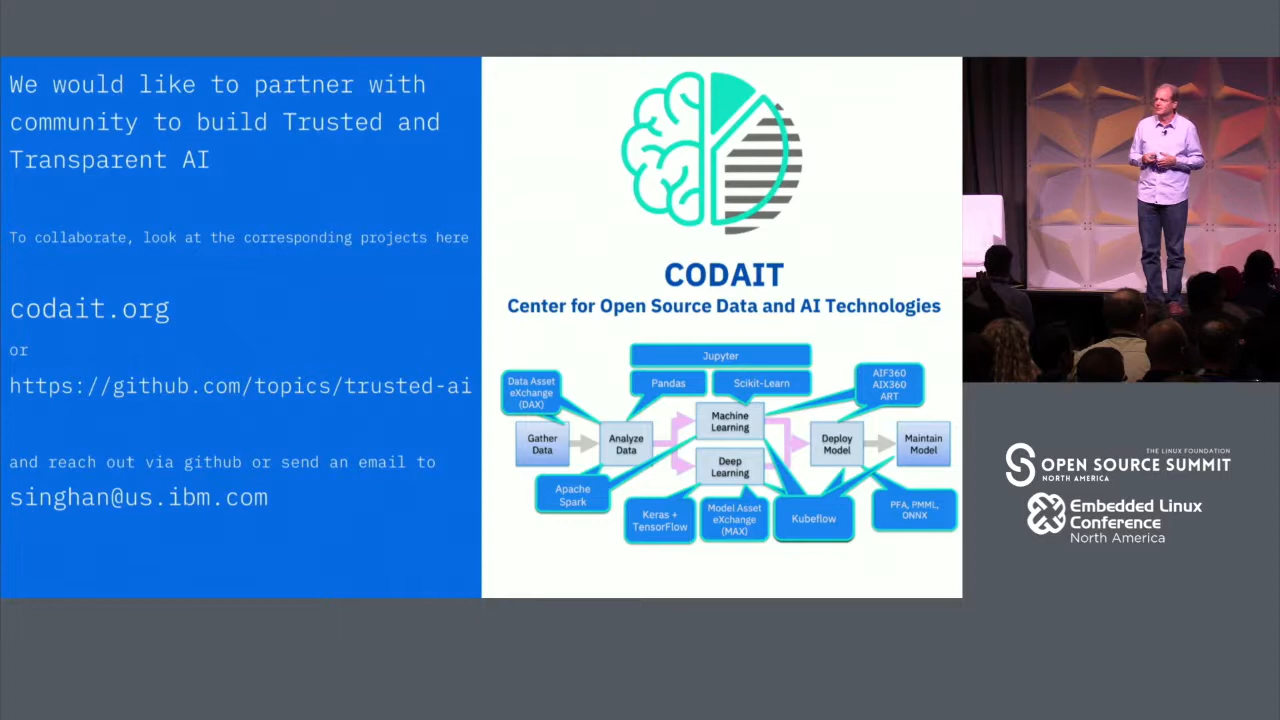 We would like to partner with
community to build Trusted and
Transparent AI
To collaborate, look at the corresponding projects here
codait.org
or
https://github.com/topics/trusted-ai
and reach out via github or send an email to
singhan@us.ibm.com
CODAIT
Center for Open Source Data and AI Technologies
Jupyter
Data Asset
eXchange
(DAX)
Pandas
Scikit-Learn
AIF360
AIX360
ART
Gather
Data
Analyze
Data
Machine
Learning
Deep
Learning
Deploy
Model
Maintain
Model
Apache
Spark
Keras +
TensorFlow
Model Asset
eXchange
(MAX)
Kubeflow
PFA, PMML,
ONNX
THE LINUX FOUNDATION
OPEN SOURCE SUMMIT
NORTH AMERICA
Embedded Linux
Conference
North America